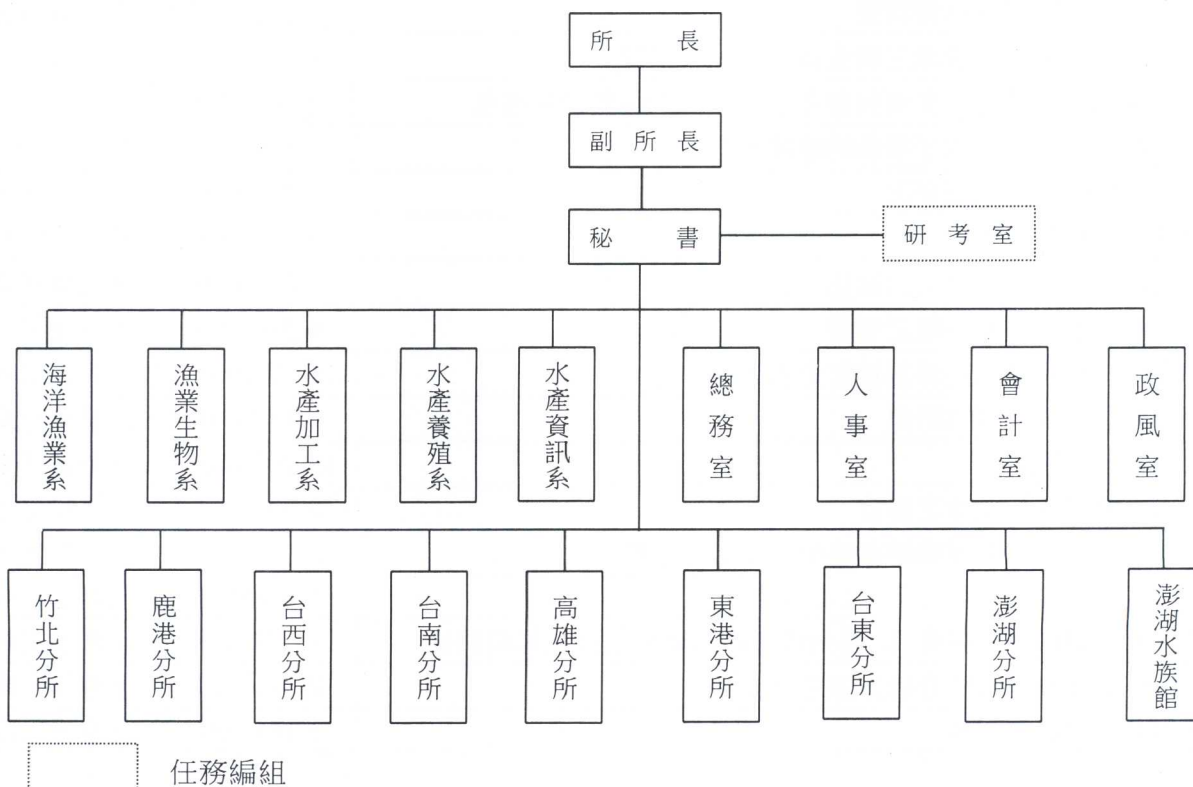 所長
副所長
秘書
研考室
海洋漁業系
漁業生物系
水產加工系
水產養殖系
水產資訊系
總務室
人事室
會計室
政風室
竹北分所
鹿港分所
台西分所
台南分所
高雄分所
東港分所
台東分所
澎湖分所
澎湖水族館
任務編組